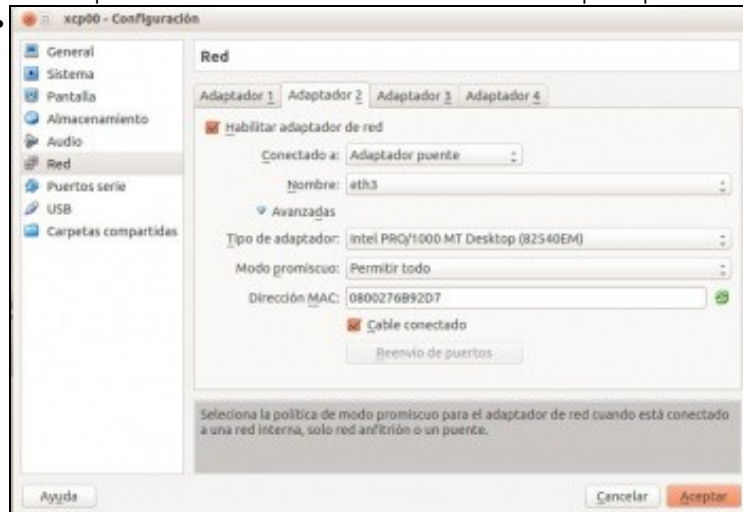 xcp00 - Configuración
General
Sistema
Pantalla
Almacenamiento
Audio
Red
Puertos serie
USB
Carpetas compartidas
Red
Adaptador 1 Adaptador 2 Adaptador 3 Adaptador 4
Habilitar adaptador de red
Conectado a: Adaptador puente
Nombre: eth3
Avanzadas
Tipo de adaptador: Intel PRO/1000 MT Desktop (82540EM)
Modo promiscuo: Permitir todo
Dirección MAC: 0800276B92D7
Cable conectado
Reenvío de puertos
Seleciona la política de modo promiscuo para el adaptador de red cuando está conectado
a una red interna, solo red anfitrión o un puente.
Ayuda
Cancelar Aceptar